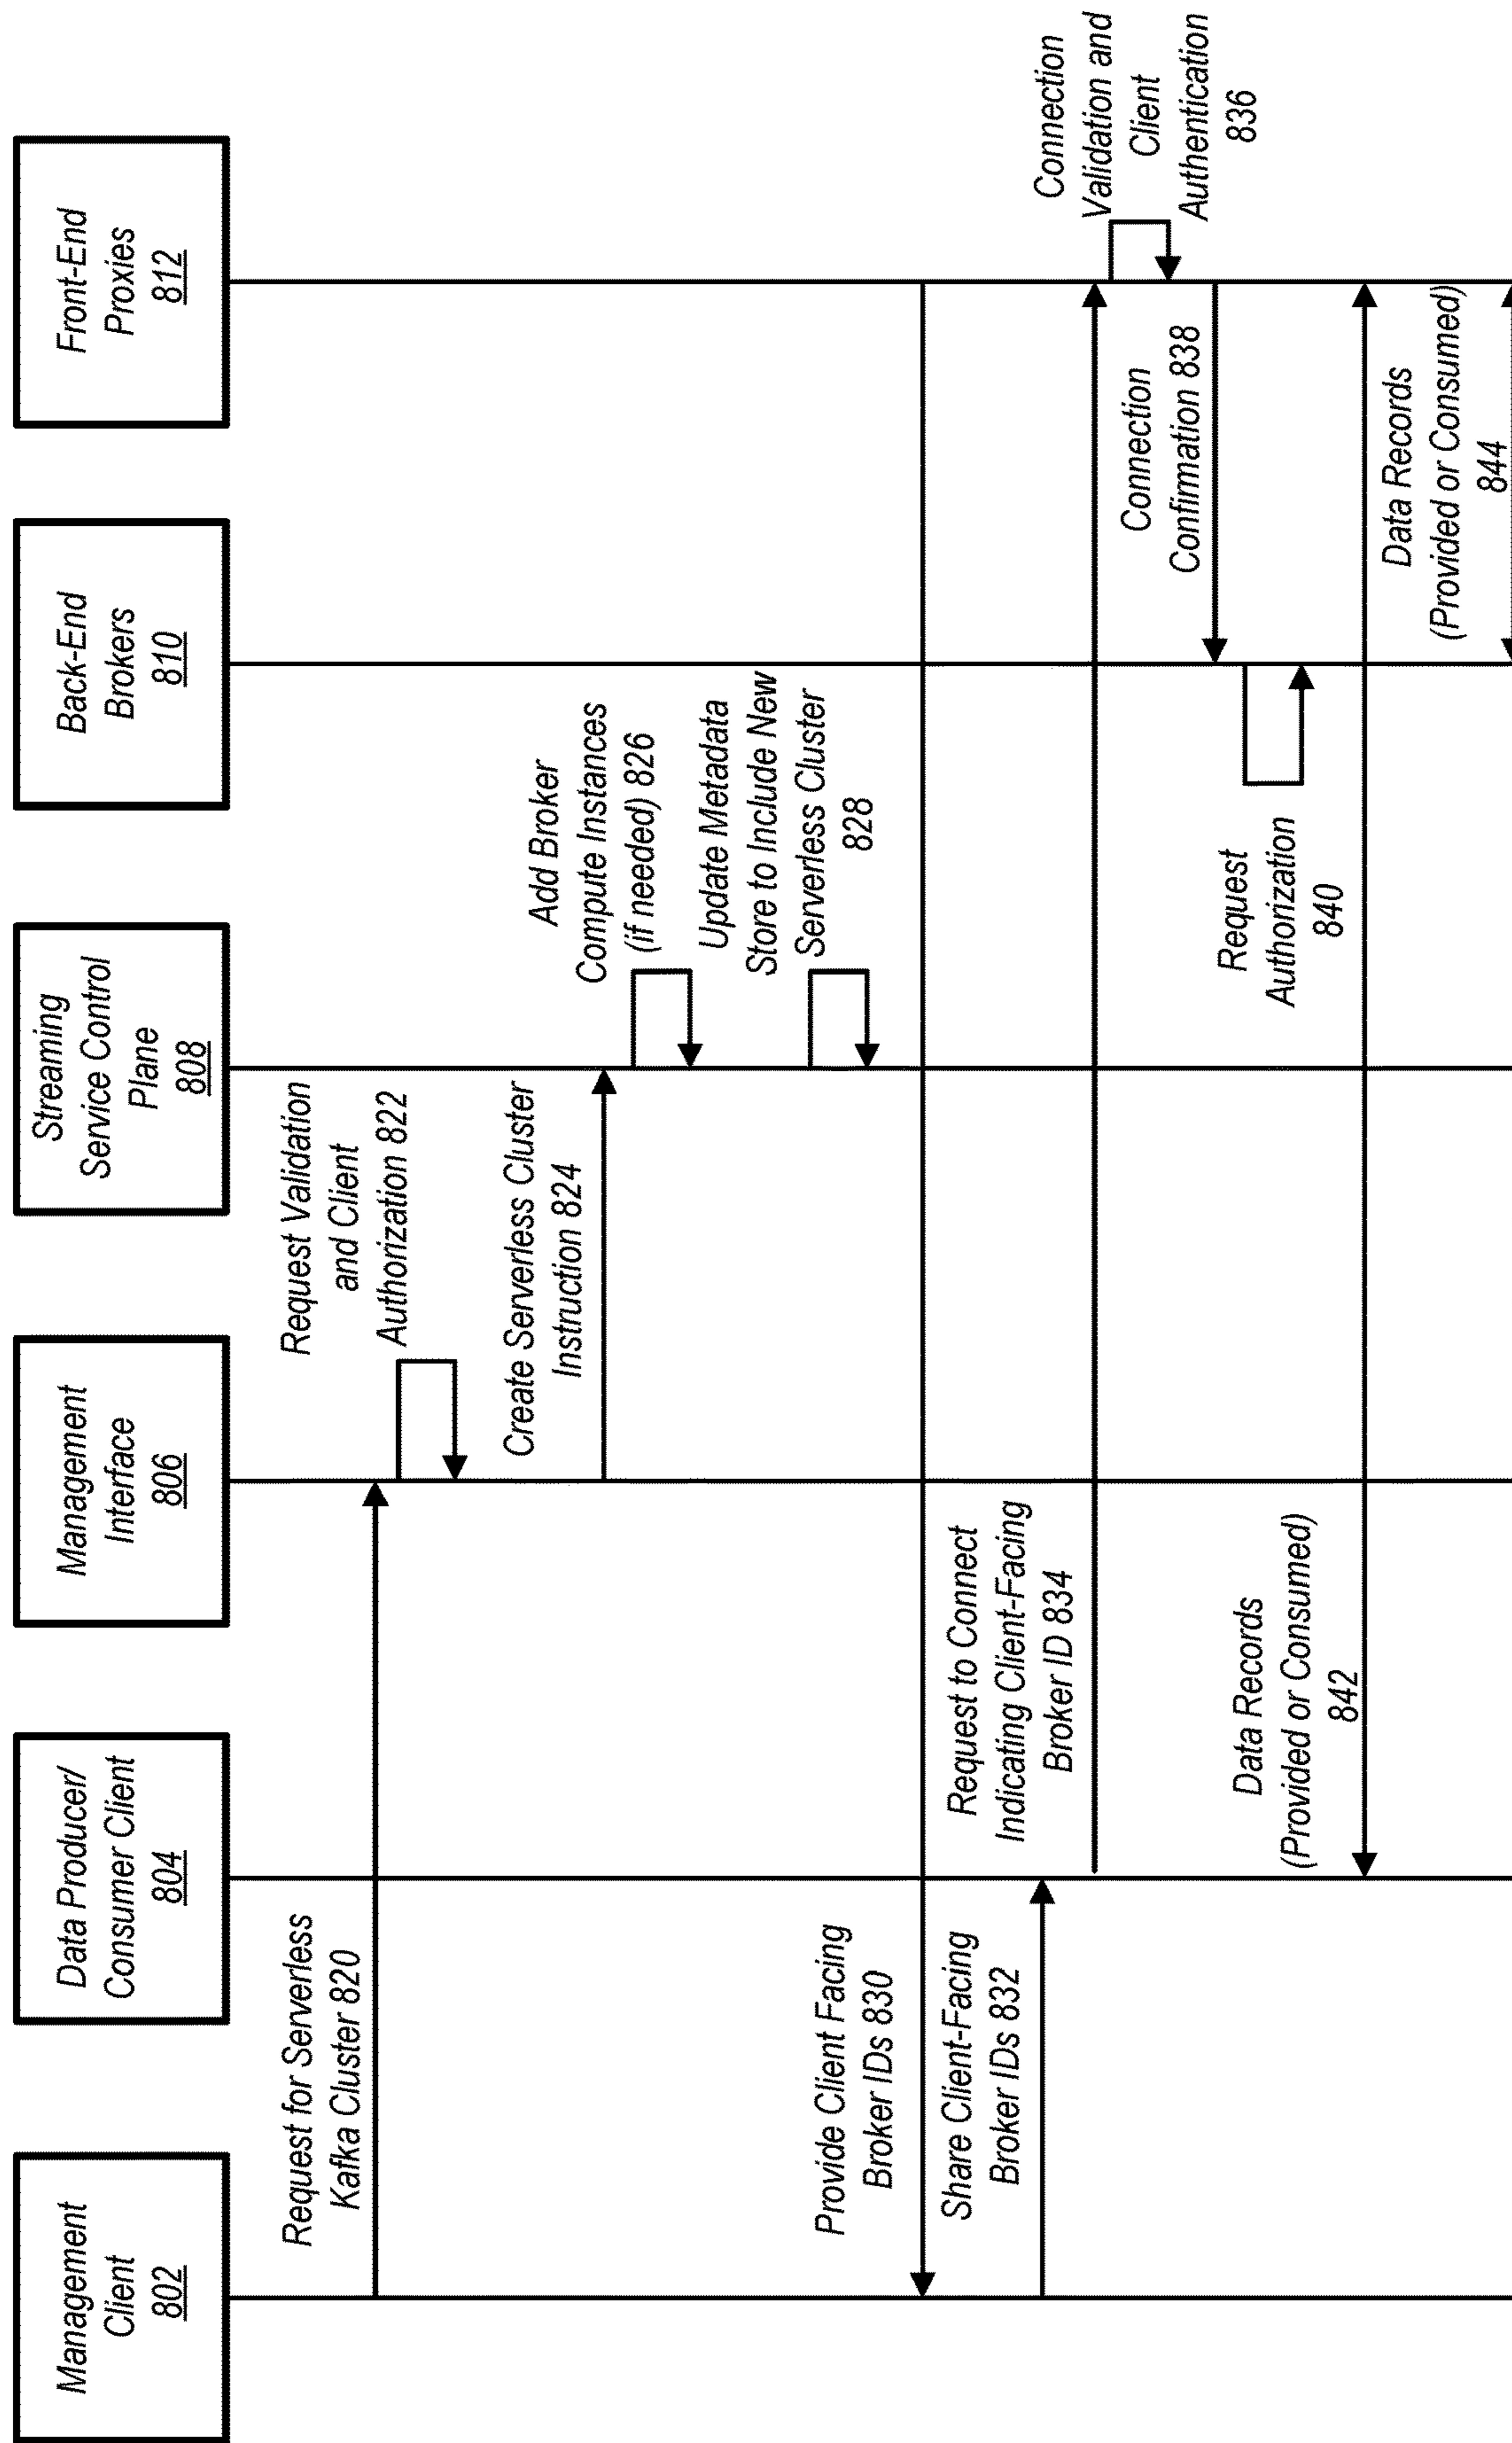 Management
Client
802
Data Producer/
Consumer Client
804
Management
Interface
806
Streaming
Service Control
Plane
808
Back-End
Brokers
810
Front-End
Proxies
812
Request for Serverless
Kafka Cluster 820
Request Validation
and Client
Authorization 822
Create Serverless Cluster
Instruction 824
Add Broker
Compute Instances
(if needed) 826
Update Metadata
Store to Include New
Serverless Cluster
828
Provide Client Facing
Broker IDs 830
Share Client-Facing
Broker IDs 832
Request to Connect
Indicating Client-Facing
Broker ID 834
Connection
Validation and
Client
Authentication
836
Connection
Confirmation 838
Request
Authorization
840
Data Records
(Provided or Consumed)
842
Data Records
(Provided or Consumed)
844